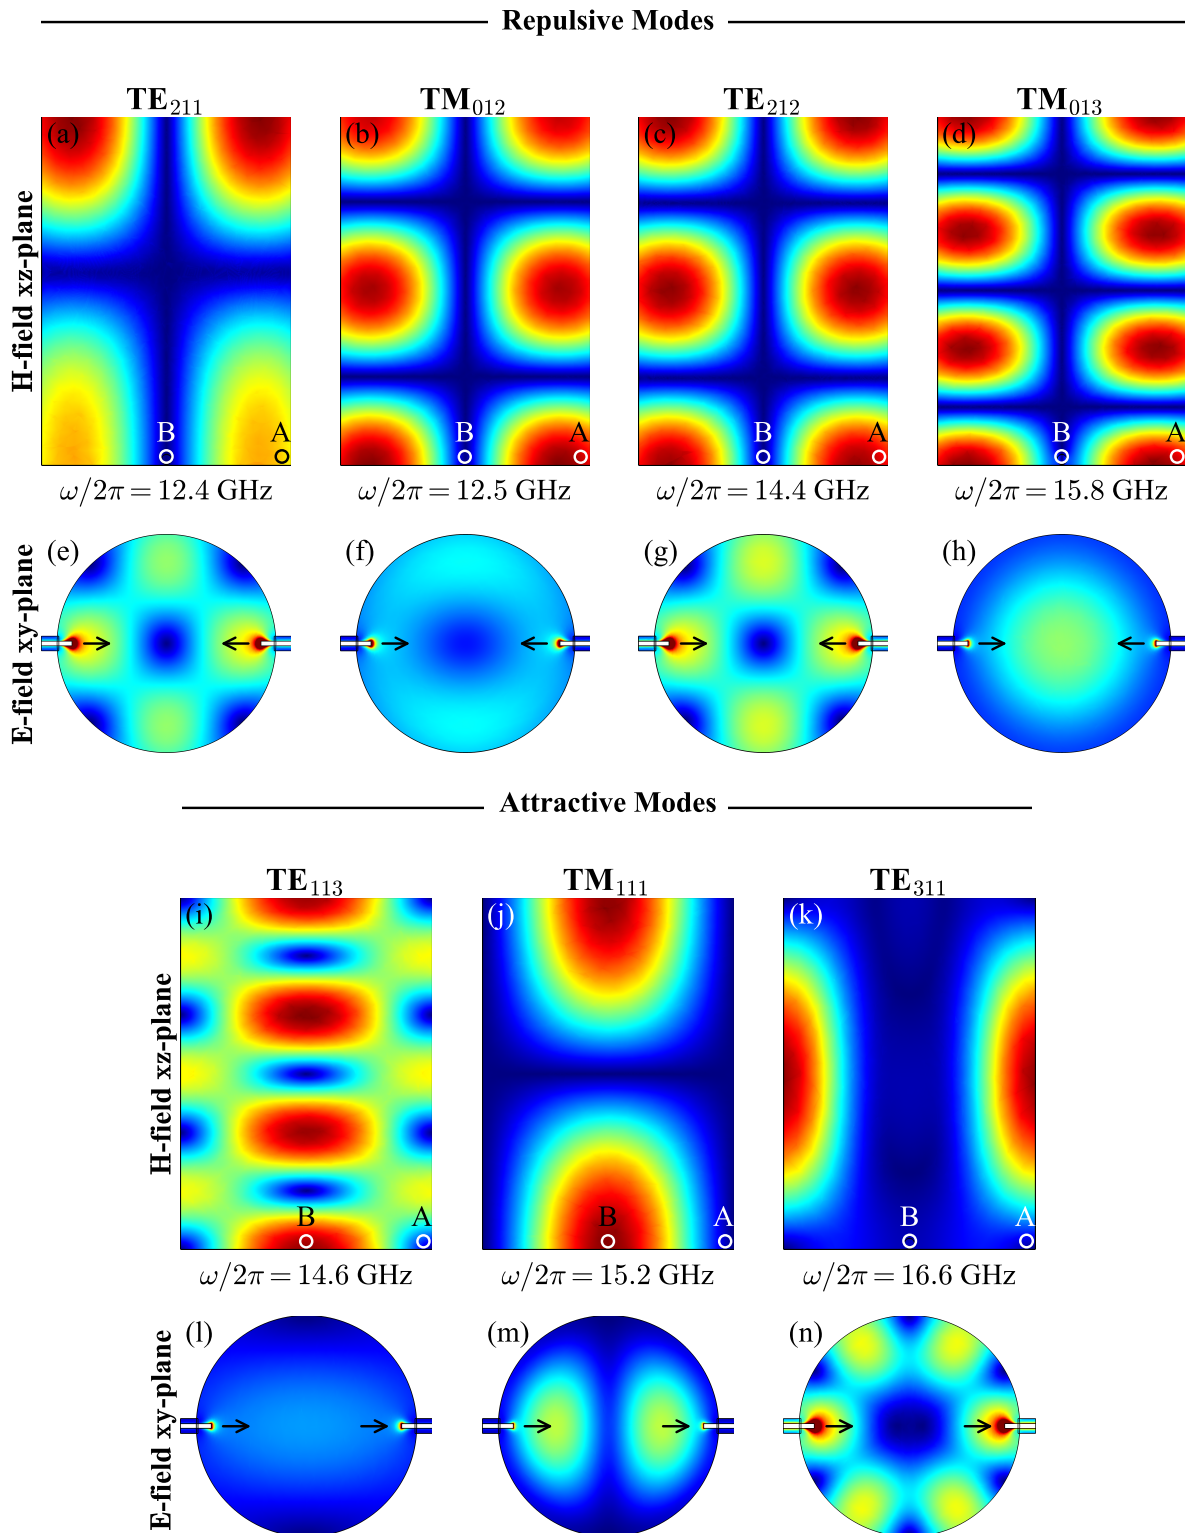 Repulsive Modes
TE₂₁₁ TM₀₁₂ TE₂₁₂ TM₀₁₃
H-field xz-plane
(a) (b) (c) (d)
B A B A B A B A
ω/2π = 12.4 GHz ω/2π = 12.5 GHz ω/2π = 14.4 GHz ω/2π = 15.8 GHz
E-field xy-plane
(e) (f) (g) (h)
Attractive Modes
TE₁₁₃ TM₁₁₁ TE₃₁₁
H-field xz-plane
(i) (j) (k)
B A B A B A
ω/2π = 14.6 GHz ω/2π = 15.2 GHz ω/2π = 16.6 GHz
E-field xy-plane
(l) (m) (n)